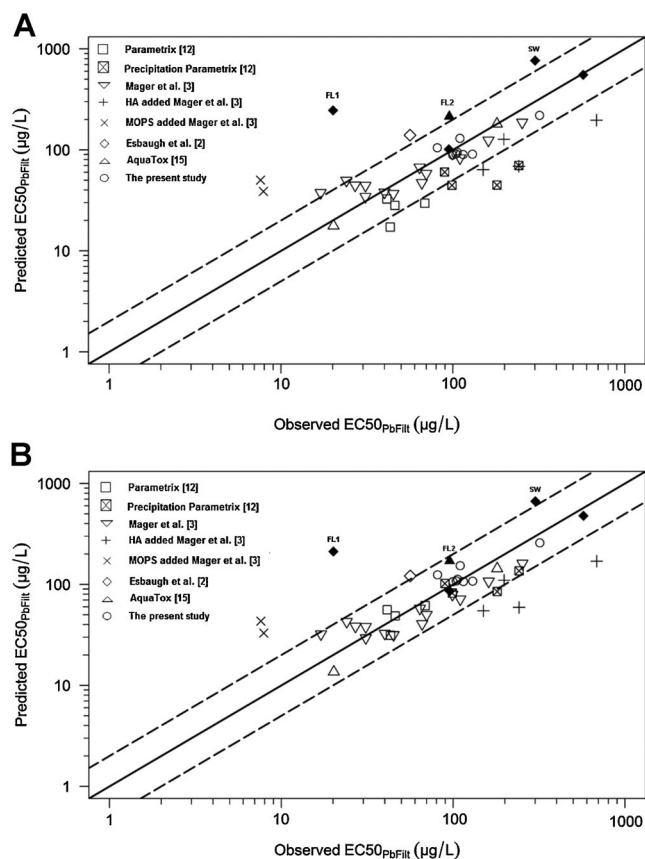 A
Predicted EC50PbFilt (µg/L)
1000
100
10
1
Parametrix [12]
Precipitation Parametrix [12]
Mager et al. [3]
HA added Mager et al. [3]
MOPS added Mager et al. [3]
Esbaugh et al. [2]
AquaTox [15]
The present study
FL1
FL2
SW
1 10 100 1000
Observed EC50PbFilt (µg/L)
B
Predicted EC50PbFilt (µg/L)
1000
100
10
1
Parametrix [12]
Precipitation Parametrix [12]
Mager et al. [3]
HA added Mager et al. [3]
MOPS added Mager et al. [3]
Esbaugh et al. [2]
AquaTox [15]
The present study
FL1
FL2
SW
1 10 100 1000
Observed EC50PbFilt (µg/L)